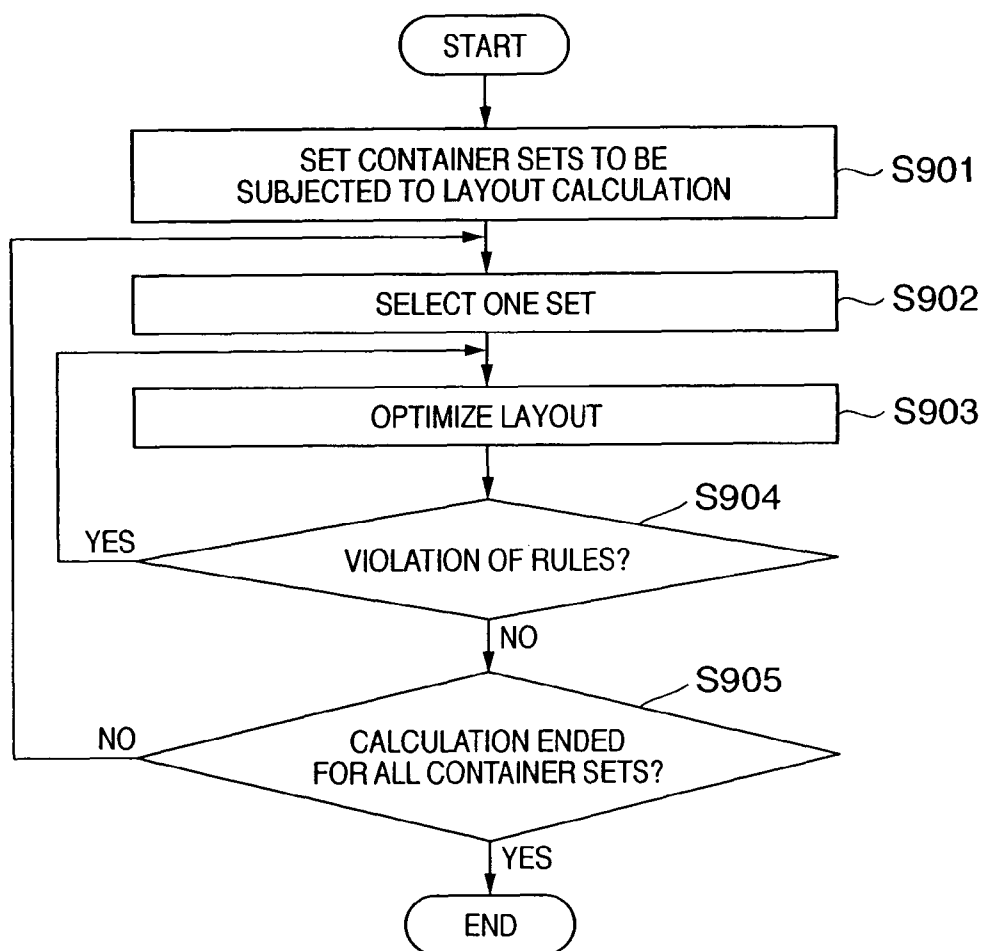 START
SET CONTAINER SETS TO BE
SUBJECTED TO LAYOUT CALCULATION
S901
SELECT ONE SET
S902
OPTIMIZE LAYOUT
S903
S904
YES
VIOLATION OF RULES?
NO
S905
NO
CALCULATION ENDED
FOR ALL CONTAINER SETS?
YES
END